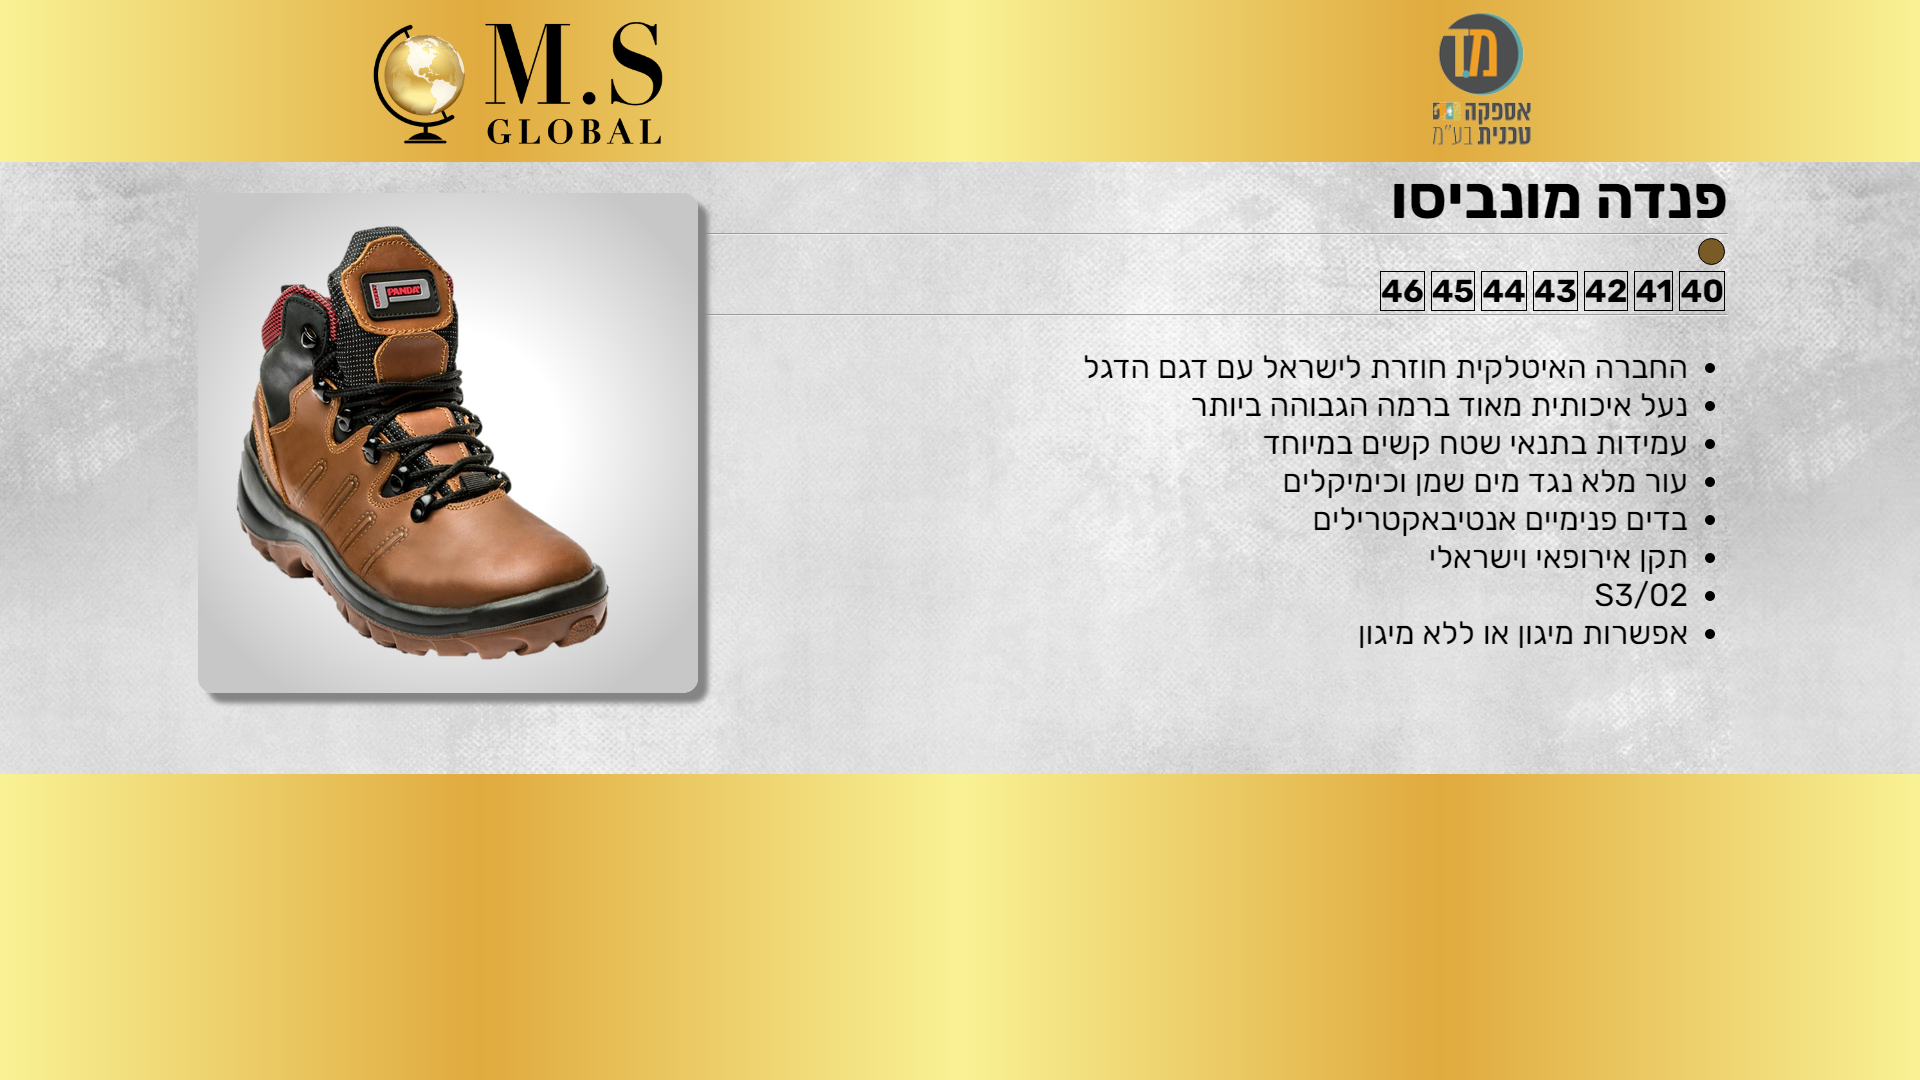 M.S
GLOBAL
מ.ד
אספקה
טכנית בע"מ
פנדה מונביסו
40 41 42 43 44 45 46
PANDA
החברה האיטלקית חוזרת לישראל עם דגם הדגל
נעל איכותית מאוד ברמה הגבוהה ביותר
עמידות בתנאי שטח קשים במיוחד
עור מלא נגד מים שמן וכימיקלים
בדים פנימיים אנטיבאקטרילים
תקן אירופאי וישראלי
S3/02
אפשרות מיגון או ללא מיגון